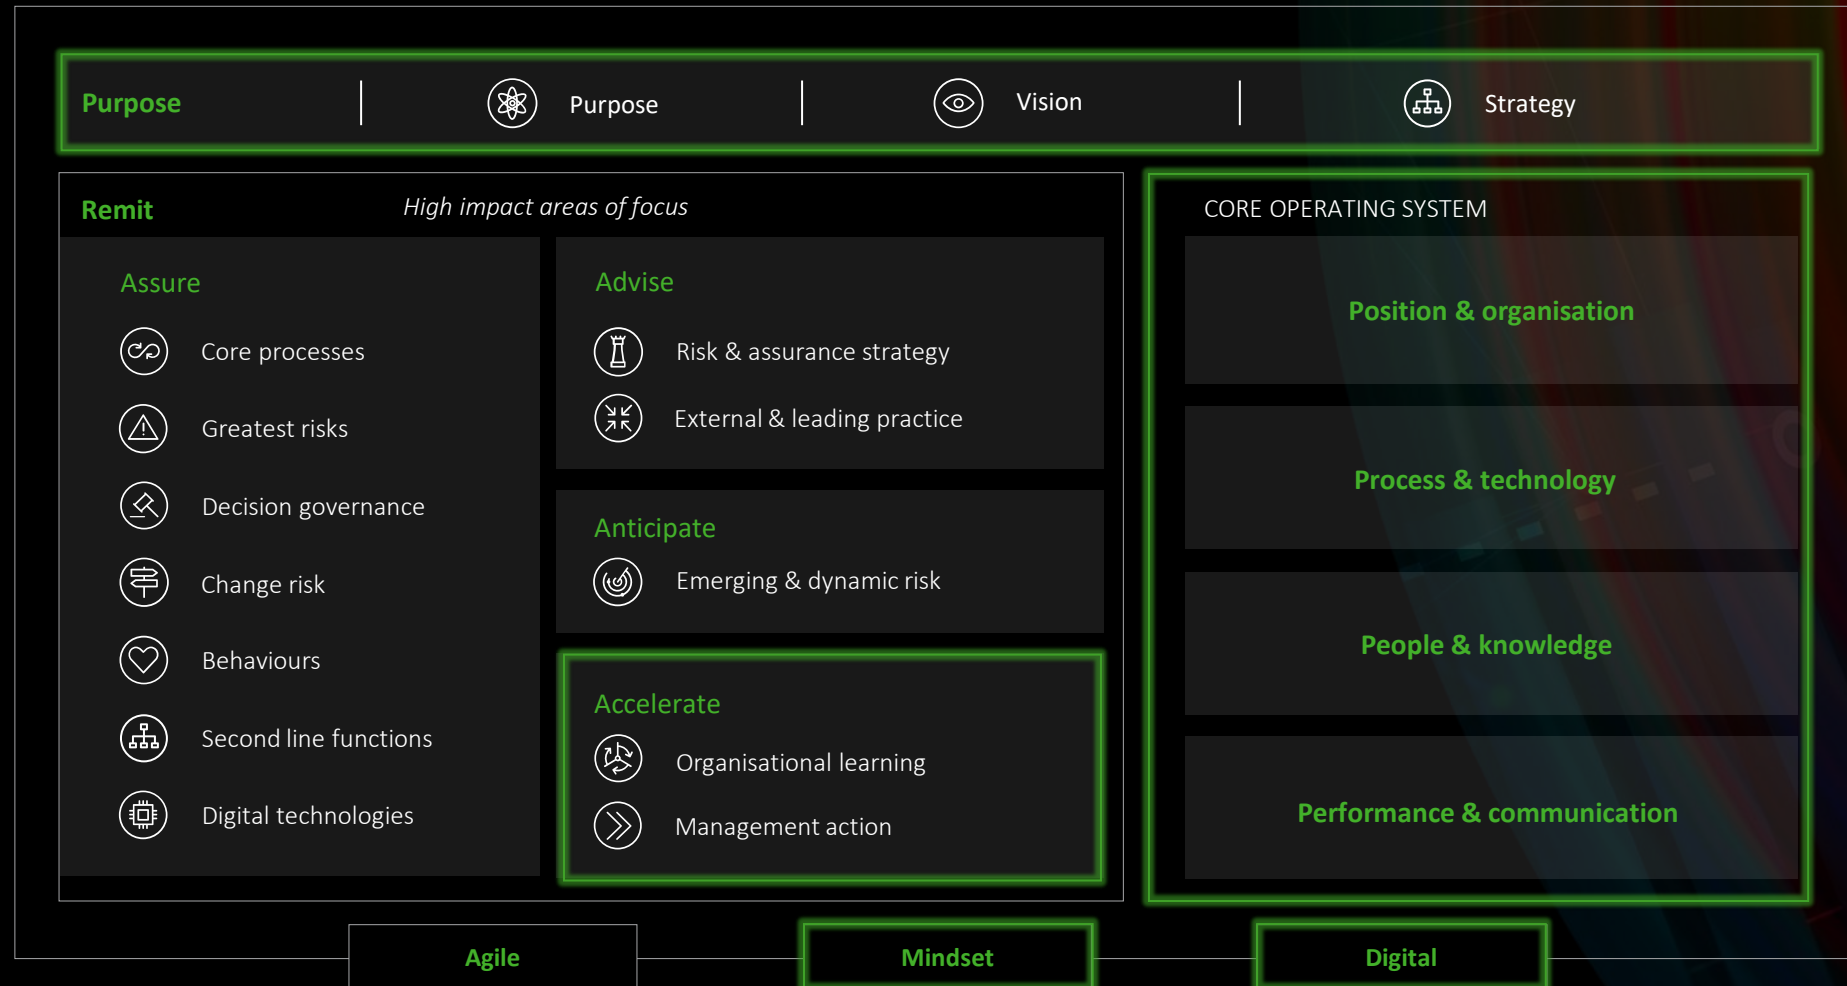 Purpose
Purpose
Vision
Strategy
Remit
High impact areas of focus
Assure
Core processes
Greatest risks
Decision governance
Change risk
Behaviours
Second line functions
Digital technologies
Advise
Risk & assurance strategy
External & leading practice
Anticipate
Emerging & dynamic risk
Accelerate
Organisational learning
Management action
CORE OPERATING SYSTEM
Position & organisation
Process & technology
People & knowledge
Performance & communication
Agile
Mindset
Digital